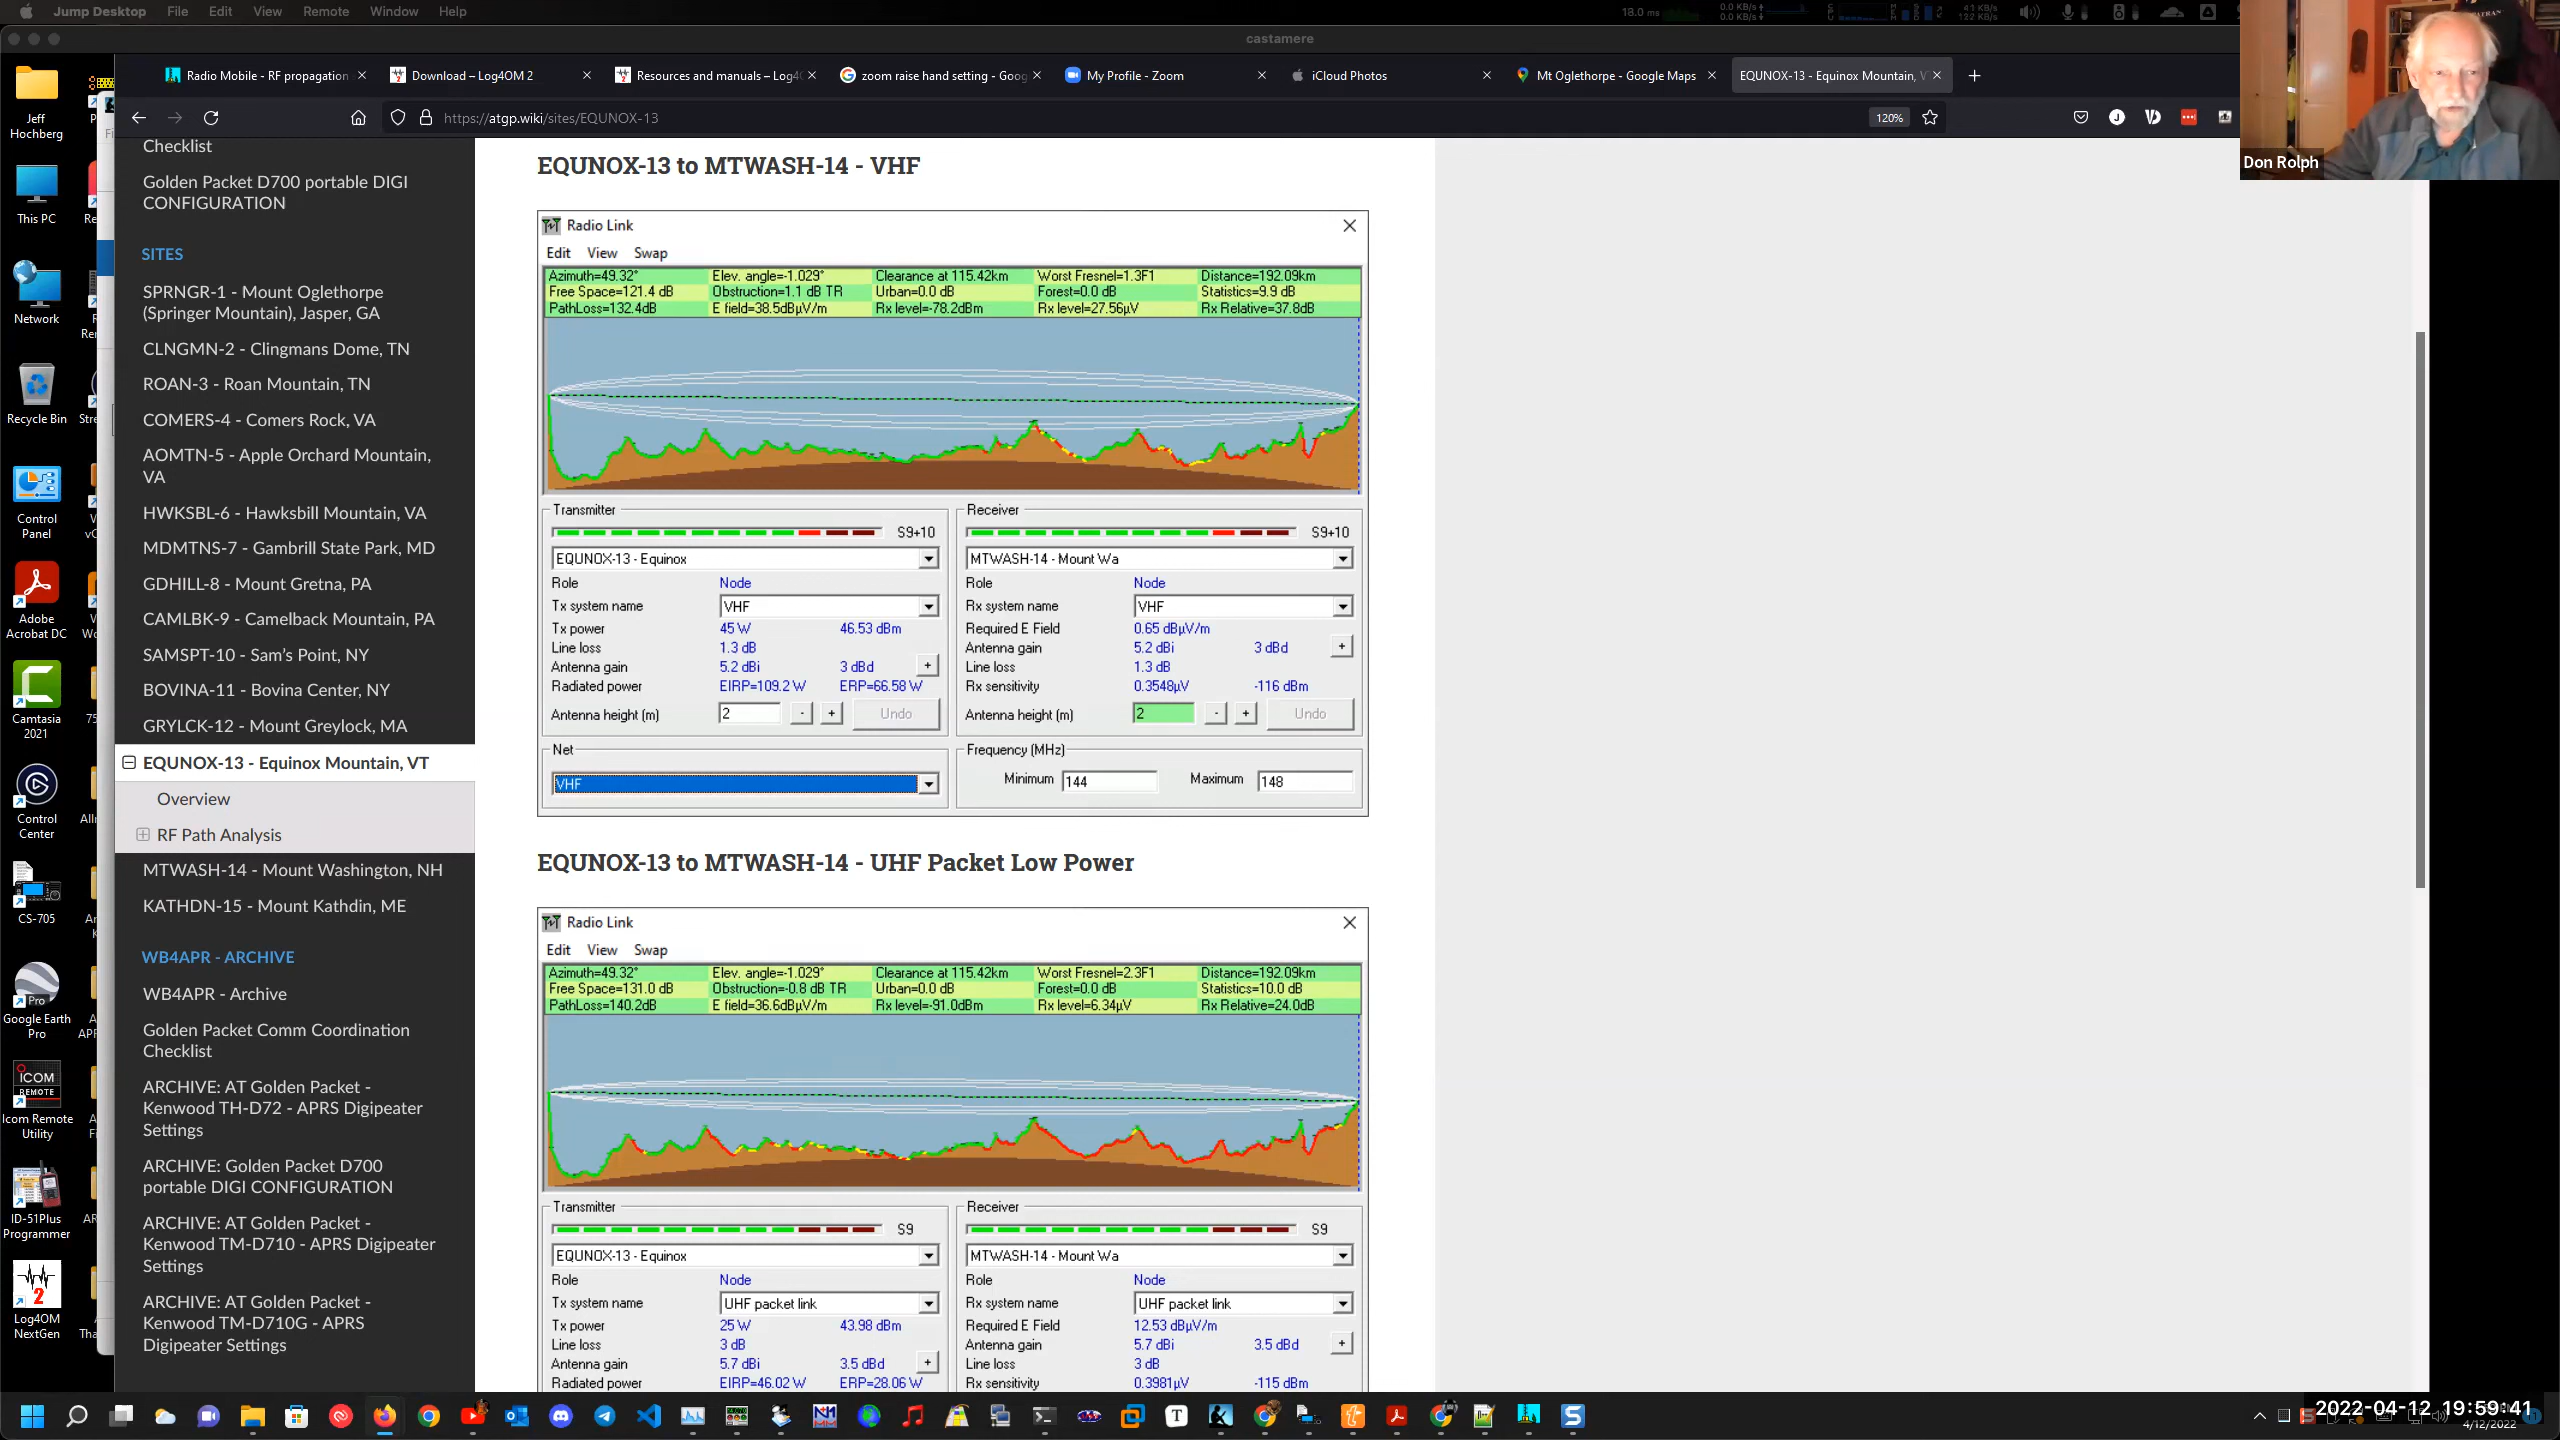 Jump Desktop File Edit View Remote Window Help
18.0 ms
0.0 KB/s
0.0 KB/s
41 KB/s
castamere
Radio Mobile - RF propagation
Download – Log4OM 2
Resources and manuals – Log4
zoom raise hand setting - Goog
My Profile - Zoom
iCloud Photos
Mt Oglethorpe - Google Maps
EQUNOX-13 - Equinox Mountain, V
https://atgp.wiki/sites/EQUNOX-13
120%
Don Rolph
Jeff
Hochberg
This PC
Network
Recycle Bin
Control
Panel
Adobe
Acrobat DC
Camtasia
2021
Control
Center
CS-705
Google Earth
Pro
Icom Remote
Utility
ID-51Plus
Programmer
Log4OM
NextGen
Checklist
Golden Packet D700 portable DIGI
CONFIGURATION
SITES
SPRNGR-1 - Mount Oglethorpe
(Springer Mountain), Jasper, GA
CLNGMN-2 - Clingmans Dome, TN
ROAN-3 - Roan Mountain, TN
COMERS-4 - Comers Rock, VA
AOMTN-5 - Apple Orchard Mountain,
VA
HWKSBL-6 - Hawksbill Mountain, VA
MDMTNS-7 - Gambrill State Park, MD
GDHILL-8 - Mount Gretna, PA
CAMLBK-9 - Camelback Mountain, PA
SAMSPT-10 - Sam's Point, NY
BOVINA-11 - Bovina Center, NY
GRYLCK-12 - Mount Greylock, MA
EQUNOX-13 - Equinox Mountain, VT
Overview
RF Path Analysis
MTWASH-14 - Mount Washington, NH
KATHDN-15 - Mount Kathdin, ME
WB4APR - ARCHIVE
WB4APR - Archive
Golden Packet Comm Coordination
Checklist
ARCHIVE: AT Golden Packet -
Kenwood TH-D72 - APRS Digipeater
Settings
ARCHIVE: Golden Packet D700
portable DIGI CONFIGURATION
ARCHIVE: AT Golden Packet -
Kenwood TM-D710 - APRS Digipeater
Settings
ARCHIVE: AT Golden Packet -
Kenwood TM-D710G - APRS
Digipeater Settings
EQUNOX-13 to MTWASH-14 - VHF
Radio Link
Edit View Swap
Azimuth=49.32° Elev. angle=-1.029° Clearance at 115.42km Worst Fresnel=1.3F1 Distance=192.09km
Free Space=121.4 dB Obstruction=1.1 dB TR Urban=0.0 dB Forest=0.0 dB Statistics=9.9 dB
PathLoss=132.4dB E field=38.5dBµV/m Rx level=-78.2dBm Rx level=27.56µV Rx Relative=37.8dB
Transmitter
S9+10
EQUNOX-13 - Equinox
Role Node
Tx system name VHF
Tx power 45 W 46.53 dBm
Line loss 1.3 dB
Antenna gain 5.2 dBi 3 dBd +
Radiated power EIRP=109.2 W ERP=66.58 W
Antenna height (m) 2 - + Undo
Net
VHF
Receiver
S9+10
MTWASH-14 - Mount Wa
Role Node
Rx system name VHF
Required E Field 0.65 dBµV/m
Antenna gain 5.2 dBi 3 dBd +
Line loss 1.3 dB
Rx sensitivity 0.3548µV -116 dBm
Antenna height (m) 2 - + Undo
Frequency (MHz)
Minimum 144 Maximum 148
EQUNOX-13 to MTWASH-14 - UHF Packet Low Power
Radio Link
Edit View Swap
Azimuth=49.32° Elev. angle=-1.029° Clearance at 115.42km Worst Fresnel=2.3F1 Distance=192.09km
Free Space=131.0 dB Obstruction=-0.8 dB TR Urban=0.0 dB Forest=0.0 dB Statistics=10.0 dB
PathLoss=140.2dB E field=36.6dBµV/m Rx level=-91.0dBm Rx level=6.34µV Rx Relative=24.0dB
Transmitter
S9
EQUNOX-13 - Equinox
Role Node
Tx system name UHF packet link
Tx power 25 W 43.98 dBm
Line loss 3 dB
Antenna gain 5.7 dBi 3.5 dBd +
Radiated power EIRP=46.02 W ERP=28.06 W
Receiver
S9
MTWASH-14 - Mount Wa
Role Node
Rx system name UHF packet link
Required E Field 12.53 dBµV/m
Antenna gain 5.7 dBi 3.5 dBd +
Line loss 3 dB
Rx sensitivity 0.3981µV -115 dBm
2022-04-12 19:59:41
4/12/2022